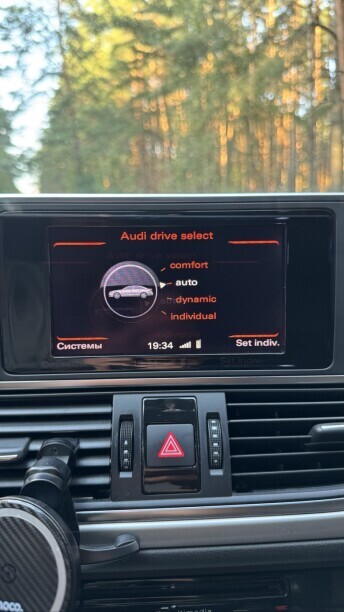 Audi drive select
comfort
auto
dynamic
individual
Системы
19:34
Set indiv.